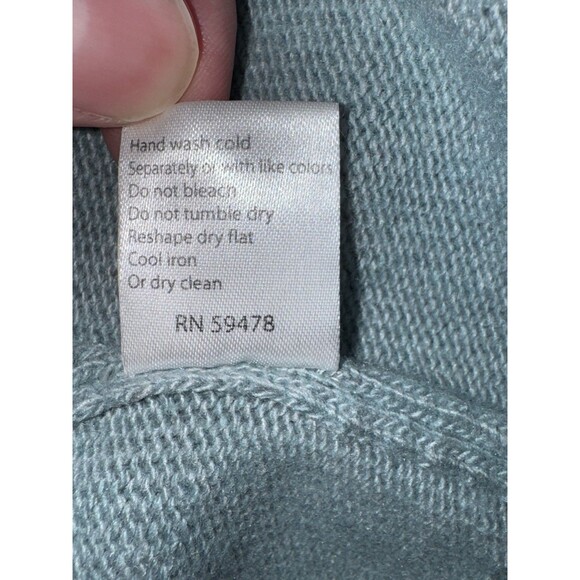 Hand wash cold
Separately or with like colors
Do not bleach
Do not tumble dry
Reshape dry flat
Cool iron
Or dry clean
RN 59478